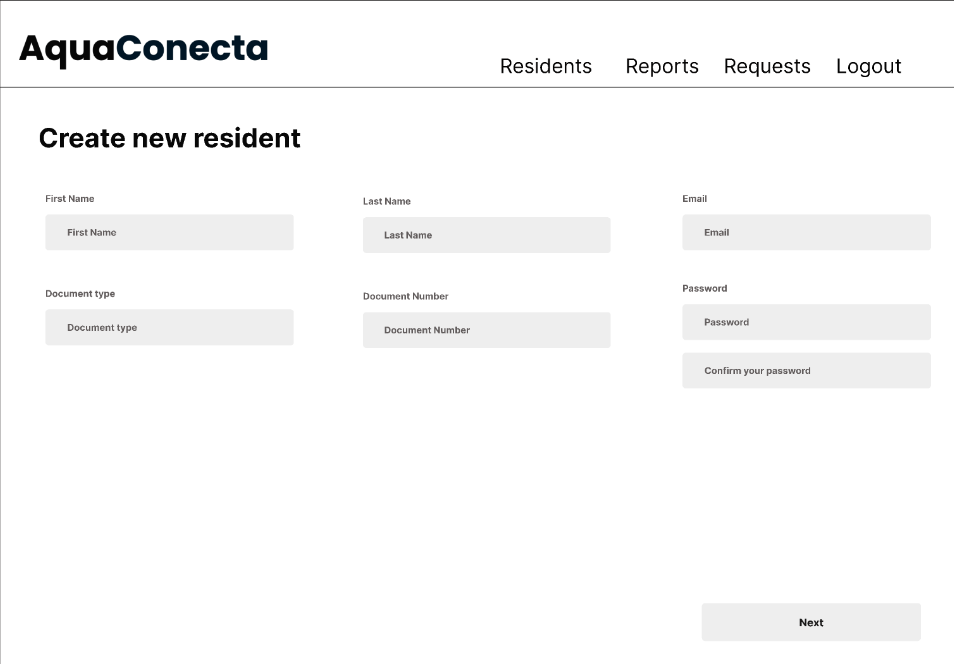 AquaConecta
Residents Reports Requests Logout
Create new resident
First Name
First Name
Last Name
Last Name
Email
Email
Document type
Document type
Document Number
Document Number
Password
Password
Confirm your password
Next